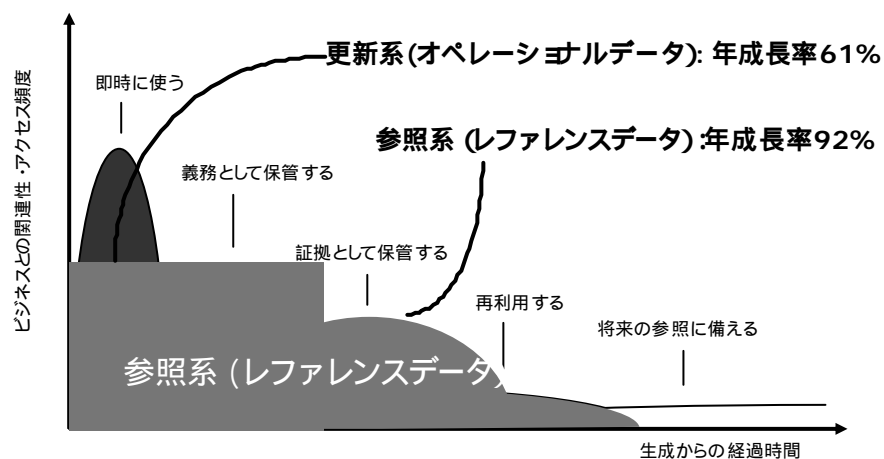 更新系(オペレーショナルデータ): 年成長率61%
即時に使う
参照系 (レファレンスデータ) :年成長率92%
義務として保管する
証拠として保管する
再利用する
将来の参照に備える
参照系 (レファレンスデータ)
ビジネスとの関連性・アクセス頻度
生成からの経過時間